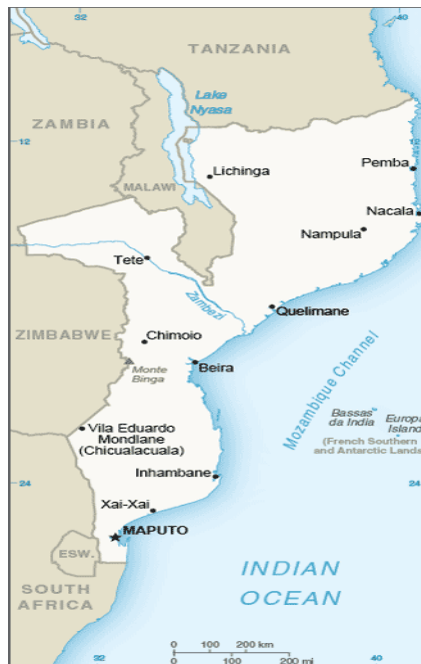 32
40
TANZANIA
Lake
Nyasa
ZAMBIA
12
12
Pemba
Lichinga
MALAWI
Nacala
Nampula
Tete
Zambezi
Quelimane
ZIMBABWE
Chimoio
Monte
Binga
Beira
Mozambique Channel
Bassas
da India
Europa
Island
(French Southern
and Antarctic Lands)
Vila Eduardo
Mondlane
(Chicualacuala)
Inhambane
24
24
Xai-Xai
MAPUTO
ESW.
SOUTH
AFRICA
INDIAN
OCEAN
0 100 200 km
0 100 200 mi
32
40